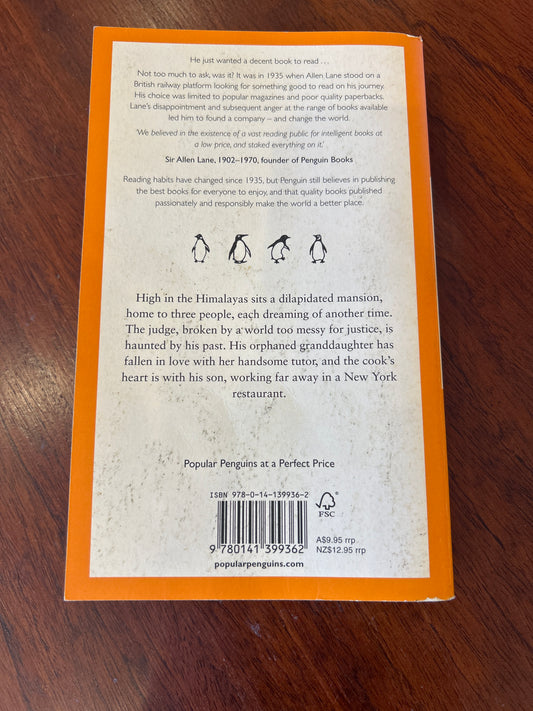 He just wanted a decent book to read ...
Not too much to ask, was it? It was in 1935 when Allen Lane stood on a
British railway platform looking for something good to read on his journey.
His choice was limited to popular magazines and poor quality paperbacks.
Lane's disappointment and subsequent anger at the range of books available
led him to found a company – and change the world.
'We believed in the existence of a vast reading public for intelligent books at
a low price, and staked everything on it.'
Sir Allen Lane, 1902–1970, founder of Penguin Books
Reading habits have changed since 1935, but Penguin still believes in publishing
the best books for everyone to enjoy, and that quality books published
passionately and responsibly make the world a better place.
High in the Himalayas sits a dilapidated mansion,
home to three people, each dreaming of another time.
The judge, broken by a world too messy for justice, is
haunted by his past. His orphaned granddaughter has
fallen in love with her handsome tutor, and the cook's
heart is with his son, working far away in a New York
restaurant.
Popular Penguins at a Perfect Price
ISBN 978-0-14-139936-2
FSC
9 780141 399362
A$9.95 rrp
NZ$12.95 rrp
popularpenguins.com